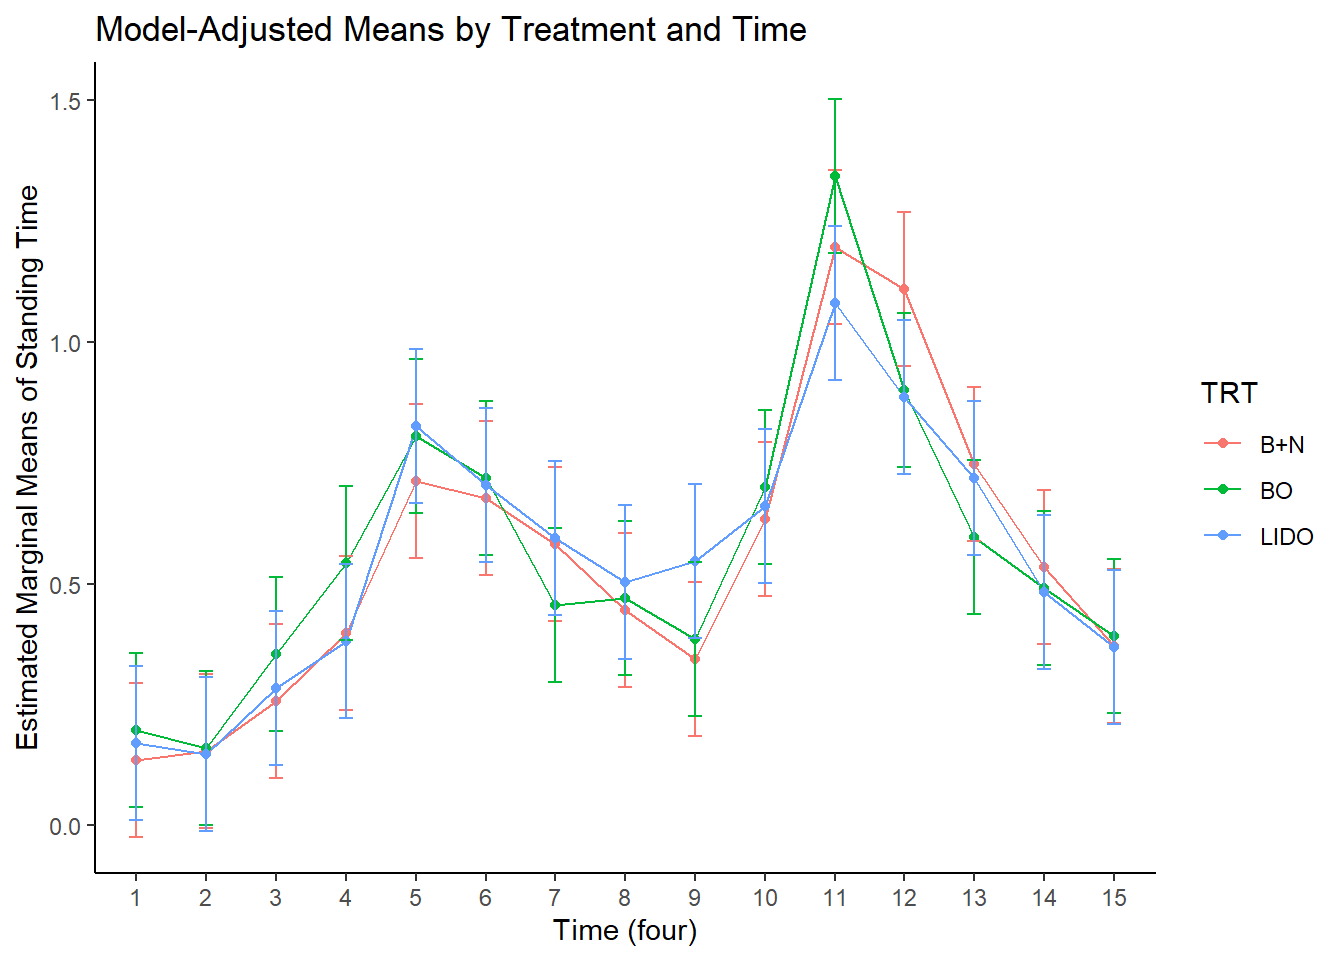 Model-Adjusted Means by Treatment and Time
Estimated Marginal Means of Standing Time
1.5
1.0
0.5
0.0
1 2 3 4 5 6 7 8 9 10 11 12 13 14 15
Time (four)
TRT
B+N
BO
LIDO